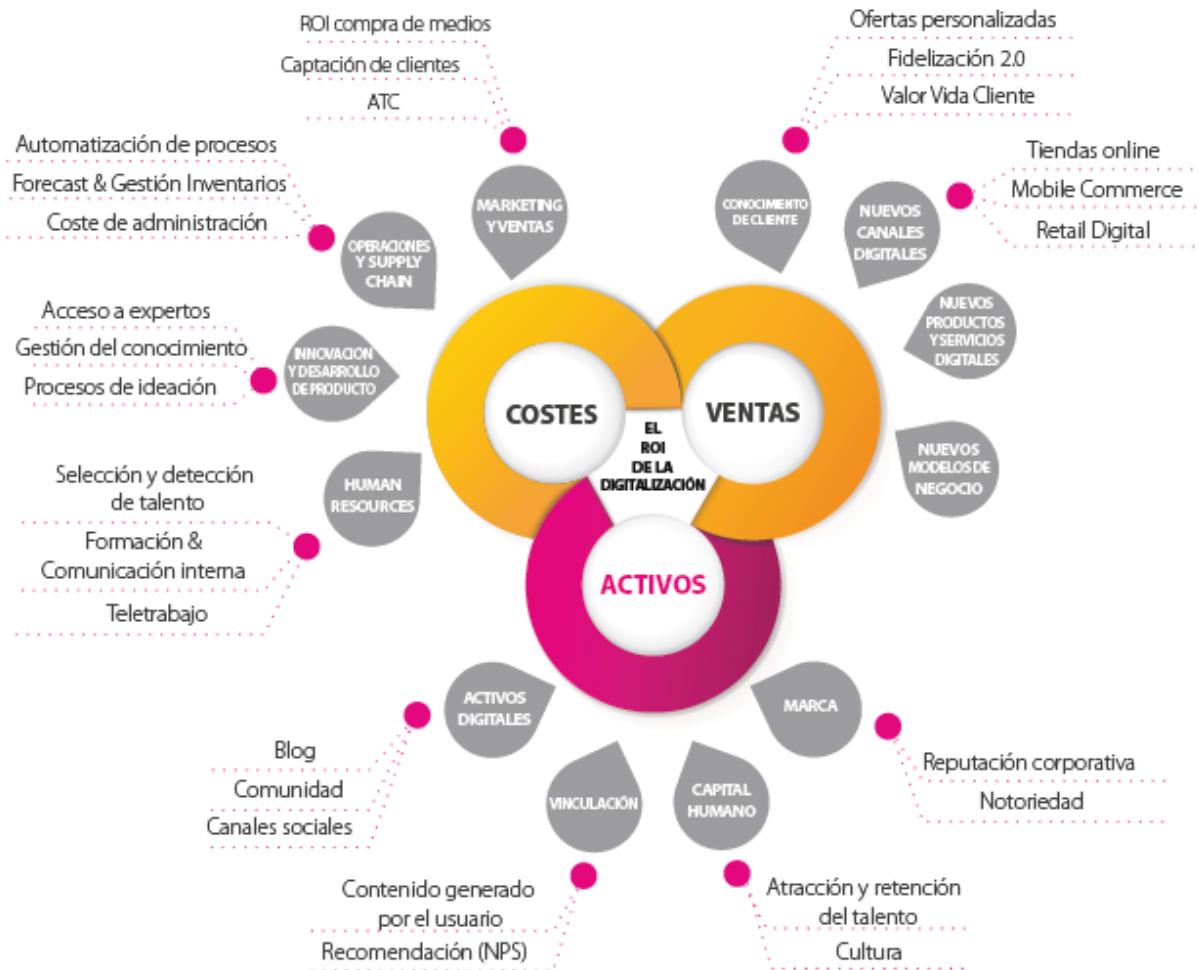 ROI compra de medios
Captación de clientes
ATC
Ofertas personalizadas
Fidelización 2.0
Valor Vida Cliente
Automatización de procesos
Forecast & Gestión Inventarios
Coste de administración
Tiendas online
Mobile Commerce
Retail Digital
MARKETING
Y VENTAS
CONOCIMIENTO
DE CLIENTE
NUEVOS
CANALES
DIGITALES
OPERACIONES
Y SUPPLY
CHAIN
NUEVOS
PRODUCTOS
Y SERVICIOS
DIGITALES
Acceso a expertos
Gestión del conocimiento
Procesos de ideación
INNOVACION
Y DESARROLLO
DE PRODUCTO
COSTES
VENTAS
EL
ROI
DE LA
DIGITALIZACIÓN
NUEVOS
MODELOS DE
NEGOCIO
Selección y detección
de talento
Formación &
Comunicación interna
Teletrabajo
HUMAN
RESOURCES
ACTIVOS
ACTIVOS
DIGITALES
MARCA
Blog
Comunidad
Canales sociales
VINCULACIÓN
CAPITAL
HUMANO
Reputación corporativa
Notoriedad
Contenido generado
por el usuario
Recomendación (NPS)
Atracción y retención
del talento
Cultura